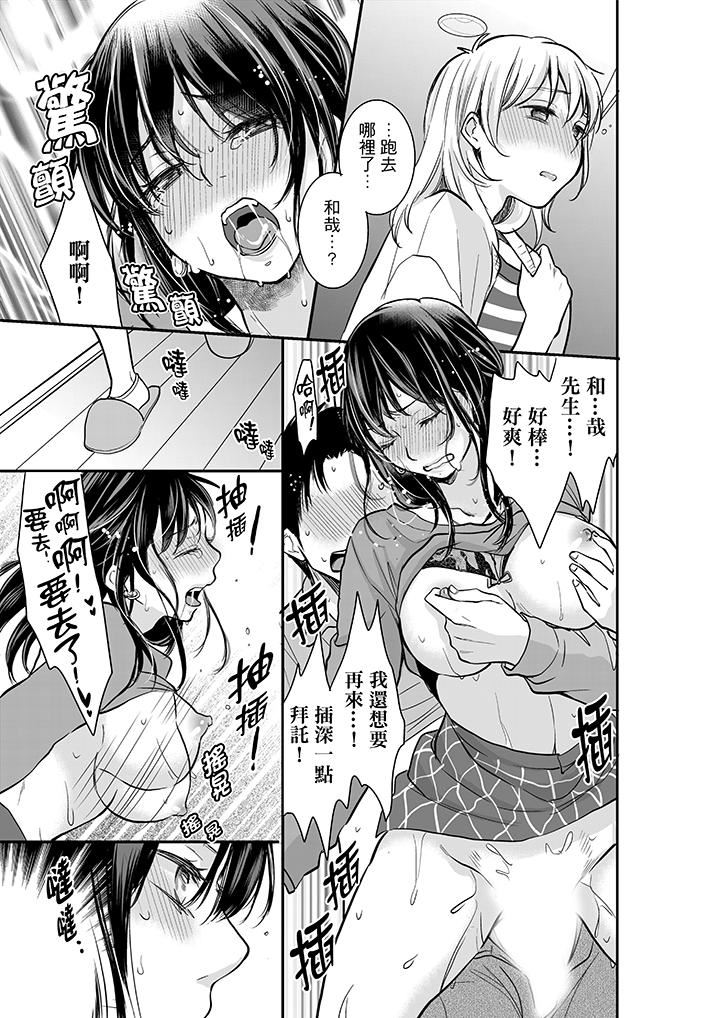 …跑去
哪裡了…
和哉…？
驚
顫
啊啊！
驚
顫
噠
噠
噠
噠
和…哉
先生…！
好棒…
好爽！
插
哈啊！
插
插
我還想要
再來…！
插深一點
拜託！
插
插
插
抽
插！
啊啊啊！
要去！
要去了！
抽
插！
搖晃
搖晃
噠
噠…